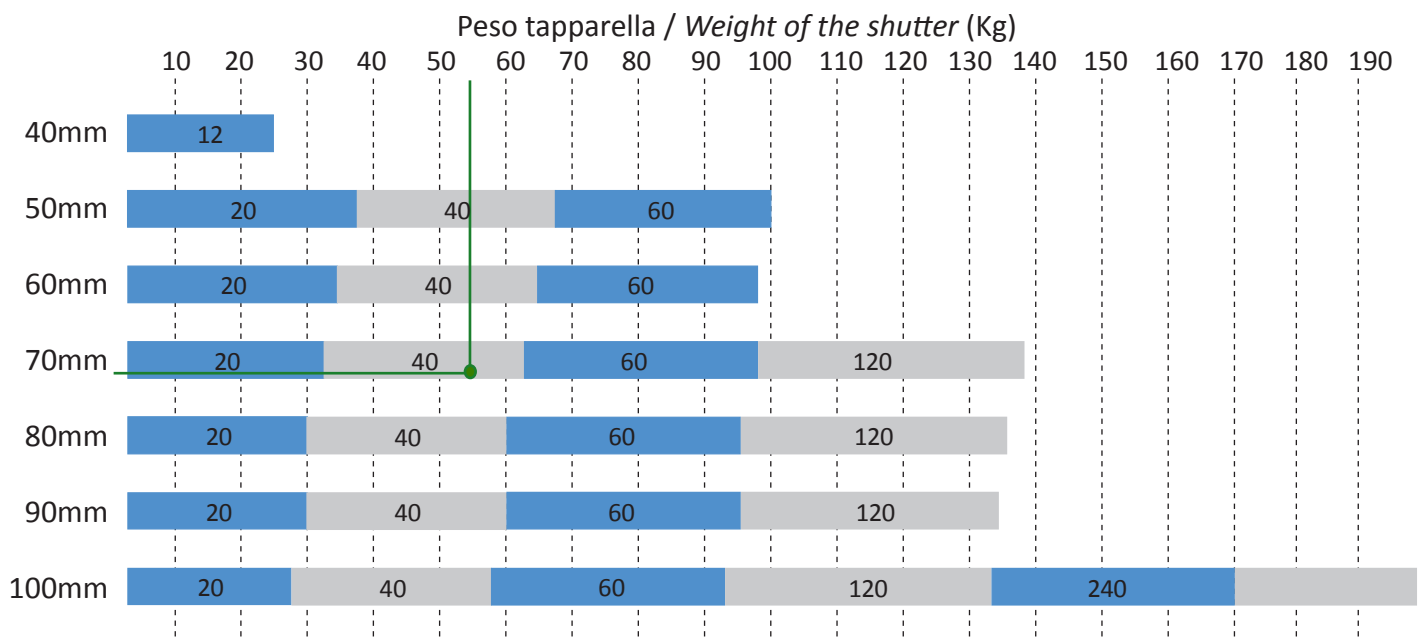 Peso tapparella / Weight of the shutter (Kg)
10 20 30 40 50 60 70 80 90 100 110 120 130 140 150 160 170 180 190
40mm 12
50mm 20 40 60
60mm 20 40 60
70mm 20 40 60 120
80mm 20 40 60 120
90mm 20 40 60 120
100mm 20 40 60 120 240